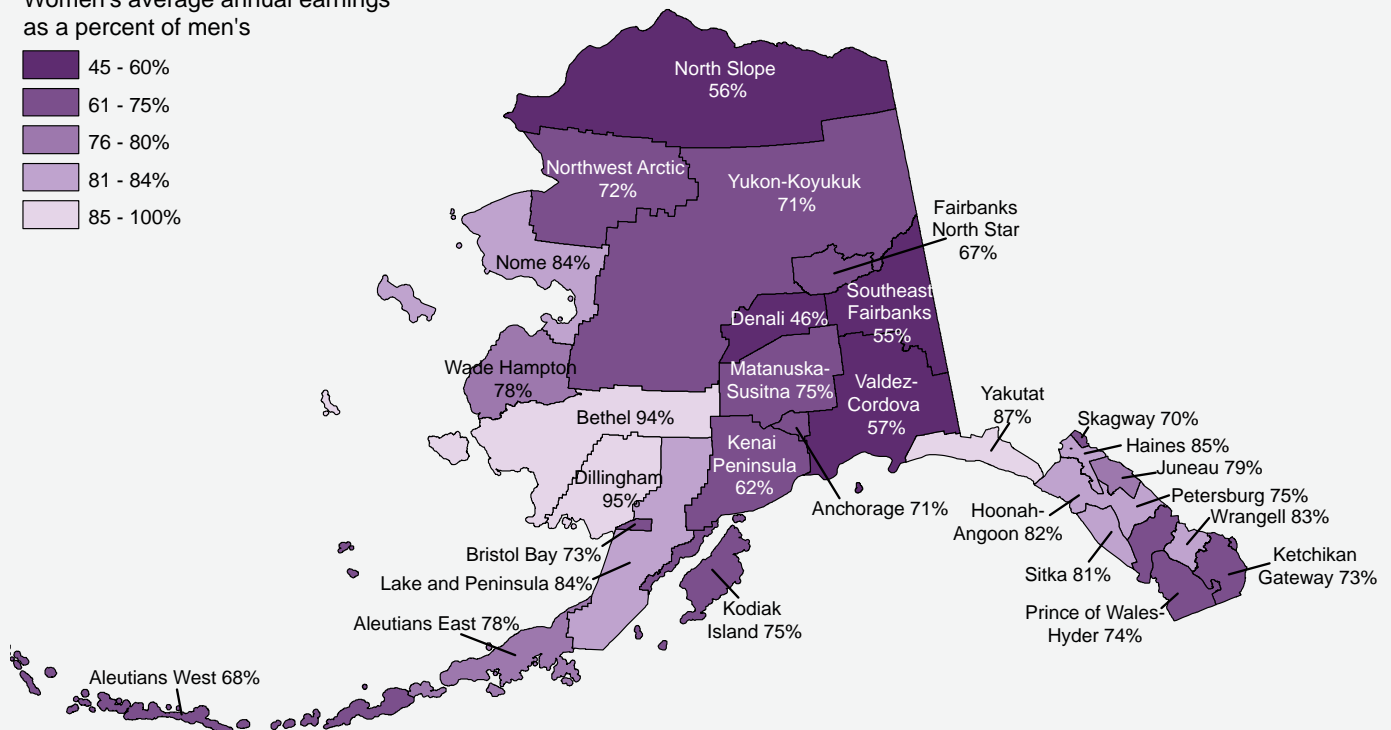 Women's average annual earnings
as a percent of men's
45 - 60%
61 - 75%
76 - 80%
81 - 84%
85 - 100%
North Slope
56%
Northwest Arctic
72%
Yukon-Koyukuk
71%
Fairbanks
North Star
67%
Nome 84%
Southeast
Fairbanks
55%
Denali 46%
Wade Hampton
78%
Matanuska-
Susitna 75%
Valdez-
Cordova
57%
Yakutat
87%
Bethel 94%
Skagway 70%
Haines 85%
Juneau 79%
Kenai
Peninsula
62%
Dillingham
95%
Petersburg 75%
Wrangell 83%
Anchorage 71%
Hoonah-
Angoon 82%
Bristol Bay 73%
Lake and Peninsula 84%
Sitka 81%
Ketchikan
Gateway 73%
Kodiak
Island 75%
Prince of Wales-
Hyder 74%
Aleutians East 78%
Aleutians West 68%